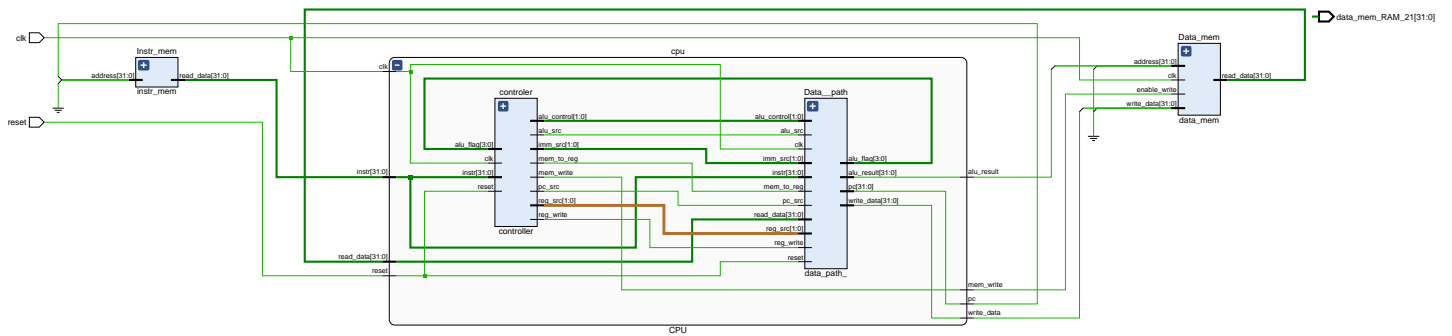 data_mem_RAM_21[31:0]
clk
Instr_mem
address[31:0]
read_data[31:0]
instr_mem
reset
cpu
clk
controler
alu_control[1:0]
alu_src
alu_flag[3:0]
imm_src[1:0]
clk
mem_to_reg
instr[31:0]
mem_write
reset
pc_src
reg_src[1:0]
reg_write
controller
Data__path
alu_control[1:0]
alu_src
clk
imm_src[1:0]
instr[31:0]
mem_to_reg
pc_src
read_data[31:0]
reg_src[1:0]
reg_write
reset
alu_flag[3:0]
alu_result[31:0]
pc[31:0]
write_data[31:0]
data_path_
instr[31:0]
read_data[31:0]
reset
alu_result
mem_write
pc
write_data
CPU
Data_mem
address[31:0]
clk
enable_write
write_data[31:0]
read_data[31:0]
data_mem